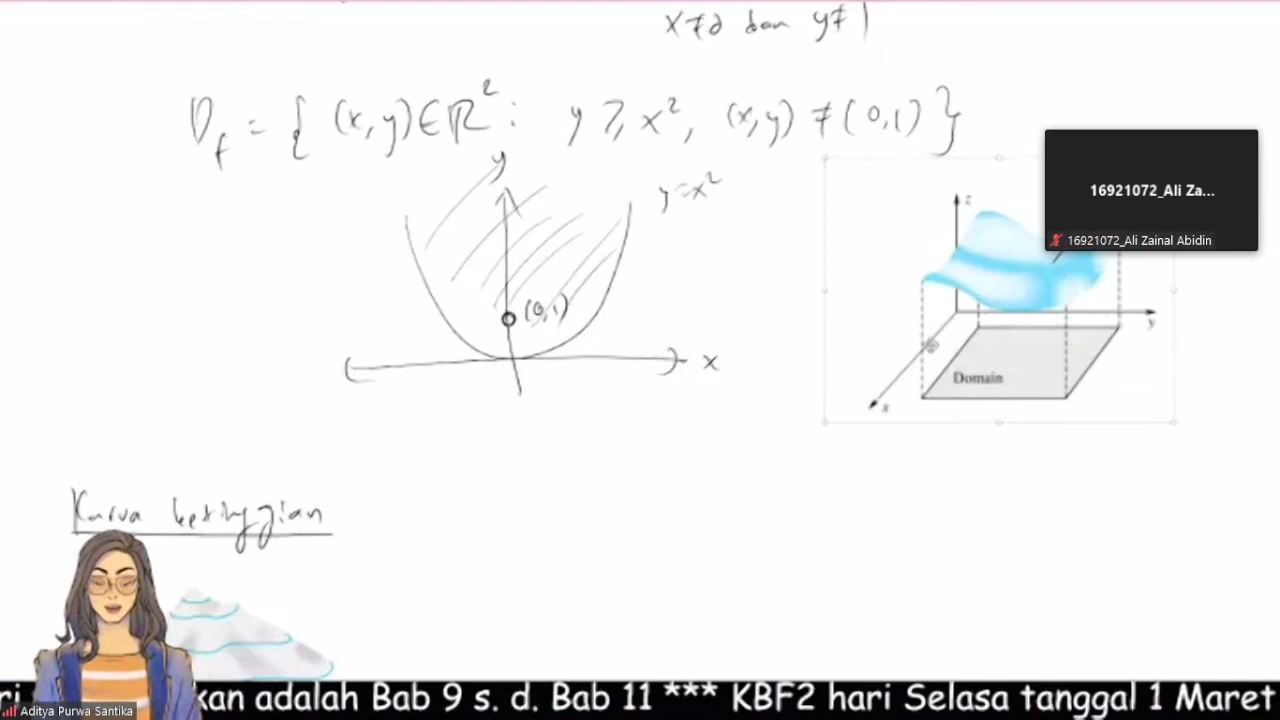 x≠0 dan y≠1
D_f = { (x,y)∈ℝ² : y ≥ x², (x,y) ≠ (0,1) }
y
y=x²
(0,1)
x
z
y
x
Domain
16921072_Ali Za...
16921072_Ali Zainal Abidin
Kurva ketinggian
kan adalah Bab 9 s. d. Bab 11 *** KBF2 hari Selasa tanggal 1 Maret
Aditya Purwa Santika